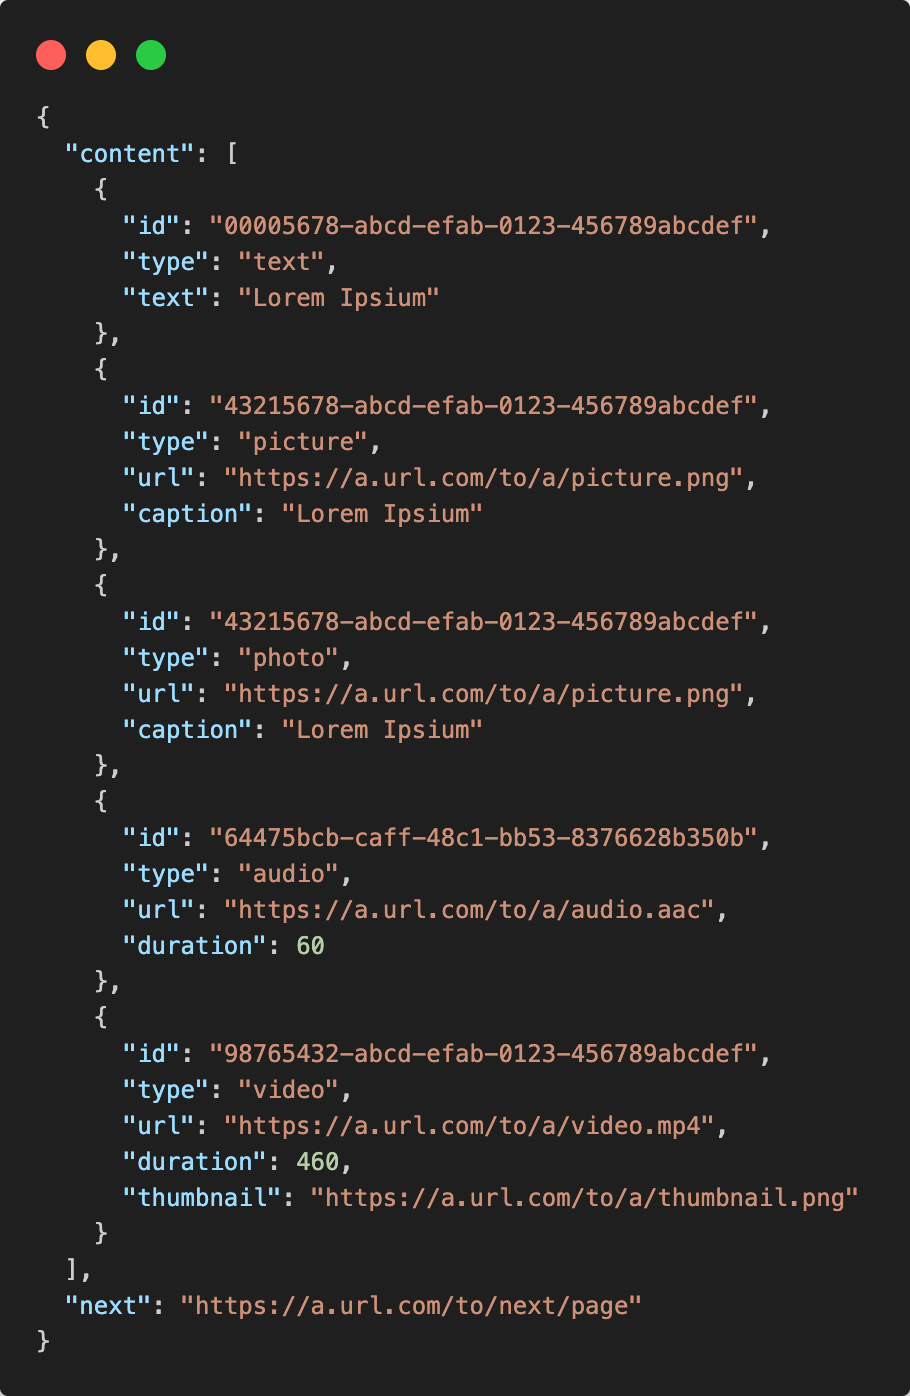 {
  "content": [
    {
      "id": "00005678-abcd-efab-0123-456789abcdef",
      "type": "text",
      "text": "Lorem Ipsium"
    },
    {
      "id": "43215678-abcd-efab-0123-456789abcdef",
      "type": "picture",
      "url": "https://a.url.com/to/a/picture.png",
      "caption": "Lorem Ipsium"
    },
    {
      "id": "43215678-abcd-efab-0123-456789abcdef",
      "type": "photo",
      "url": "https://a.url.com/to/a/picture.png",
      "caption": "Lorem Ipsium"
    },
    {
      "id": "64475bcb-caff-48c1-bb53-8376628b350b",
      "type": "audio",
      "url": "https://a.url.com/to/a/audio.aac",
      "duration": 60
    },
    {
      "id": "98765432-abcd-efab-0123-456789abcdef",
      "type": "video",
      "url": "https://a.url.com/to/a/video.mp4",
      "duration": 460,
      "thumbnail": "https://a.url.com/to/a/thumbnail.png"
    }
  ],
  "next": "https://a.url.com/to/next/page"
}